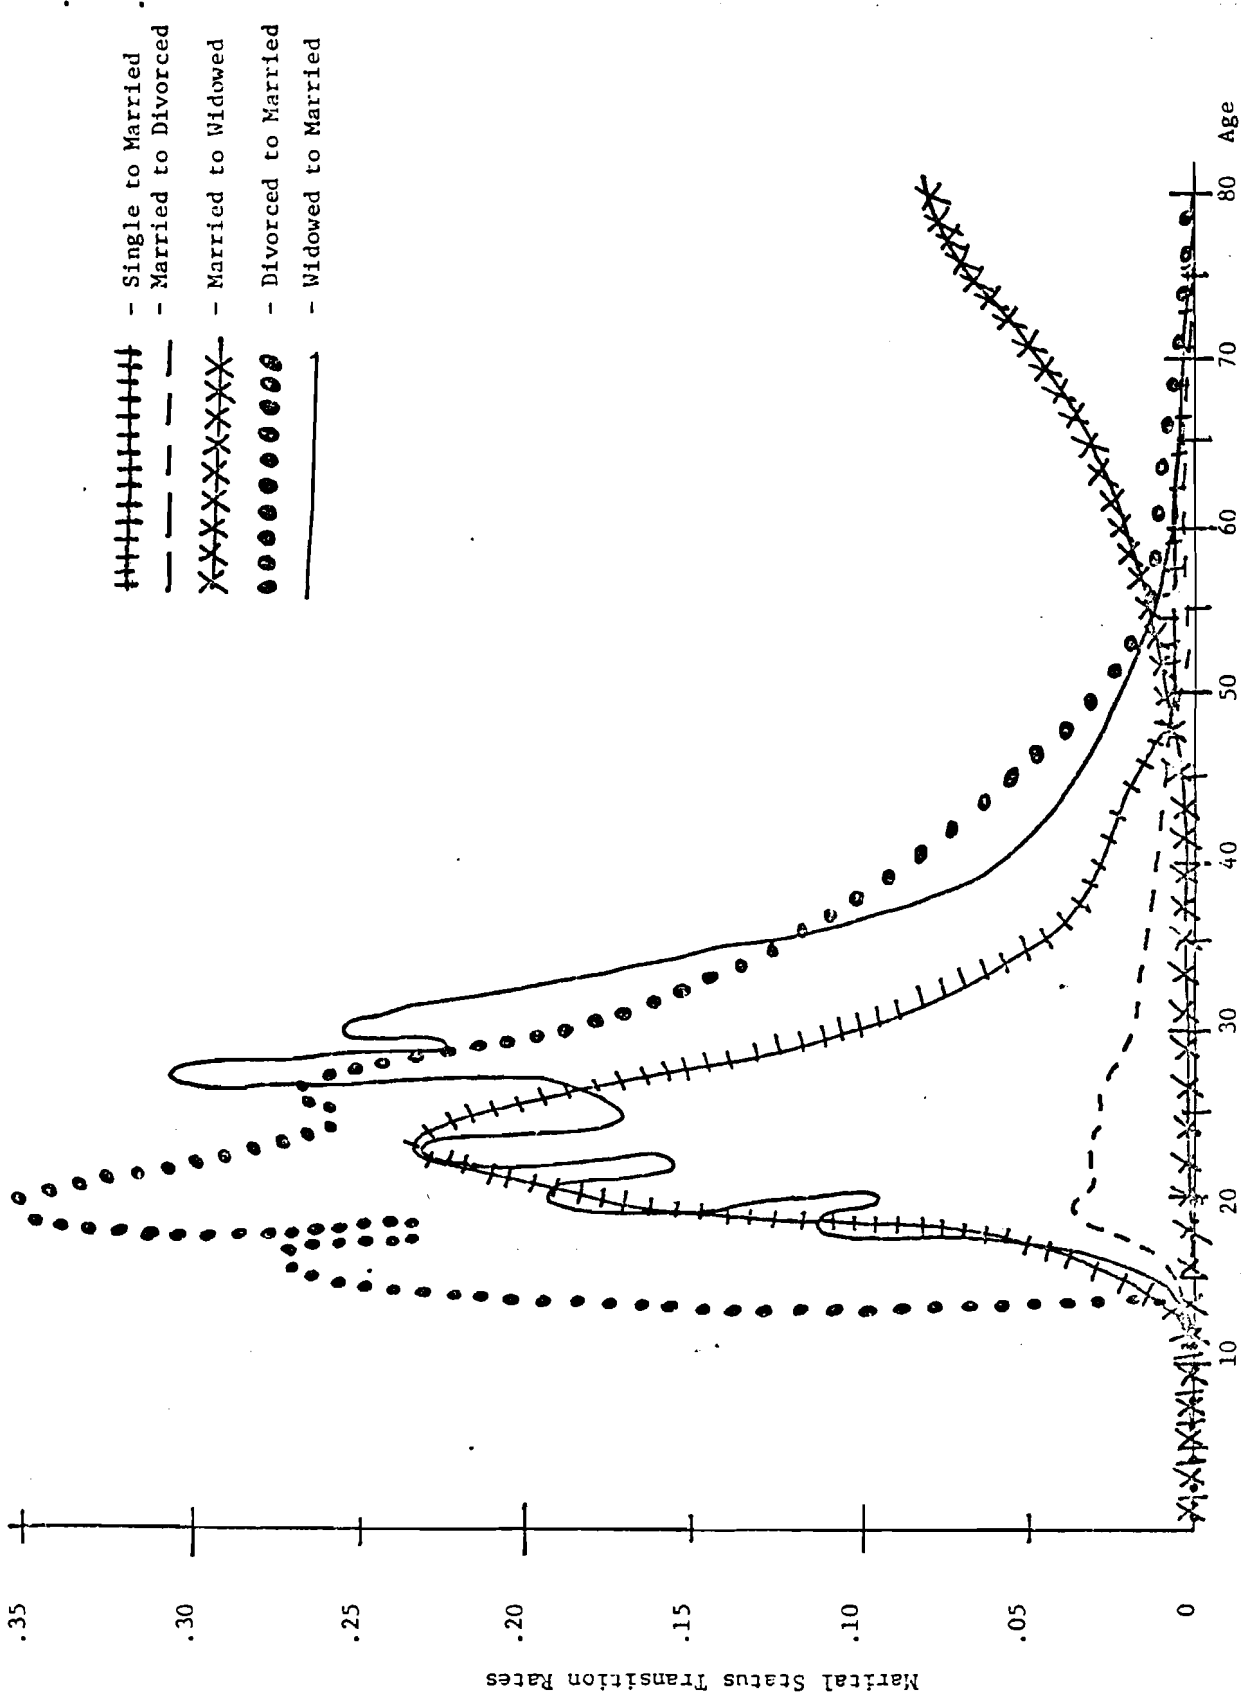 - Single to Married
- Married to Divorced
- Married to Widowed
- Divorced to Married
- Widowed to Married
Marital Status Transition Rates
.35
.30
.25
.20
.15
.10
.05
0
10
20
30
40
50
60
70
80
Age